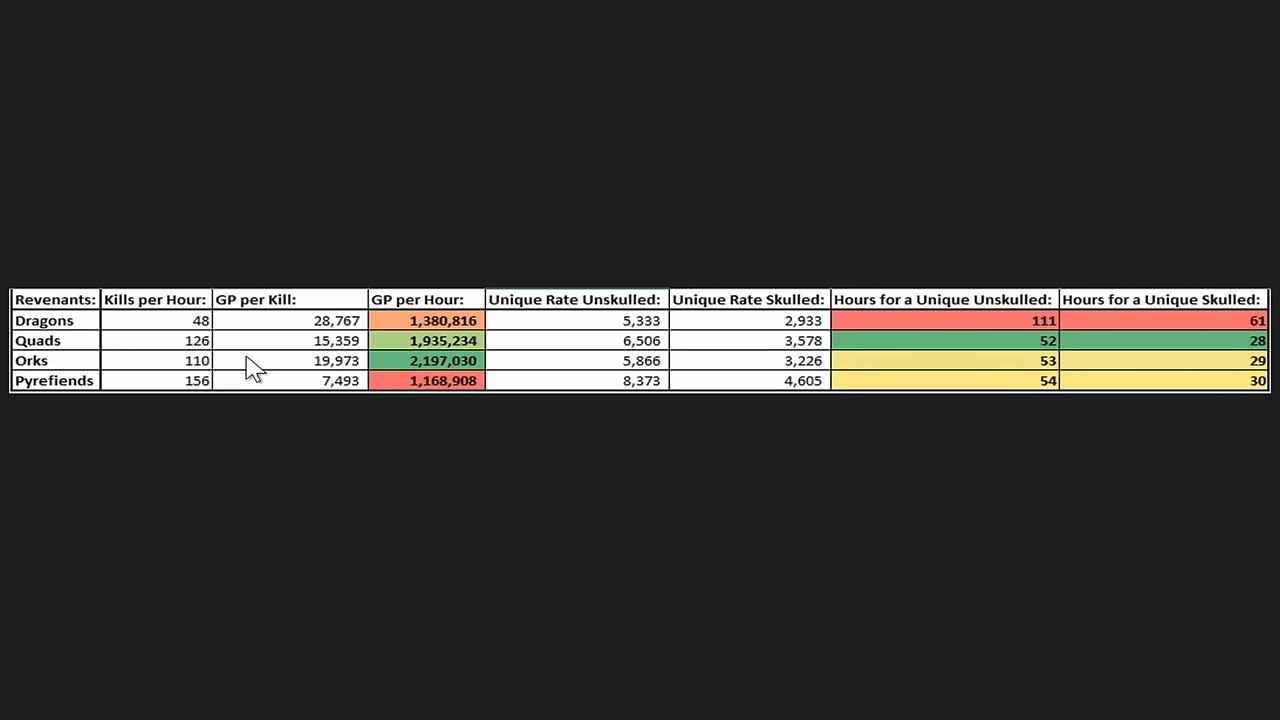 Revenants: Kills per Hour: GP per Kill: GP per Hour: Unique Rate Unskulled: Unique Rate Skulled: Hours for a Unique Unskulled: Hours for a Unique Skulled:
Dragons 48 28,767 1,380,816 5,333 2,933 111 61
Quads 126 15,359 1,935,234 6,506 3,578 52 28
Orks 110 19,973 2,197,030 5,866 3,226 53 29
Pyrefiends 156 7,493 1,168,908 8,373 4,605 54 30